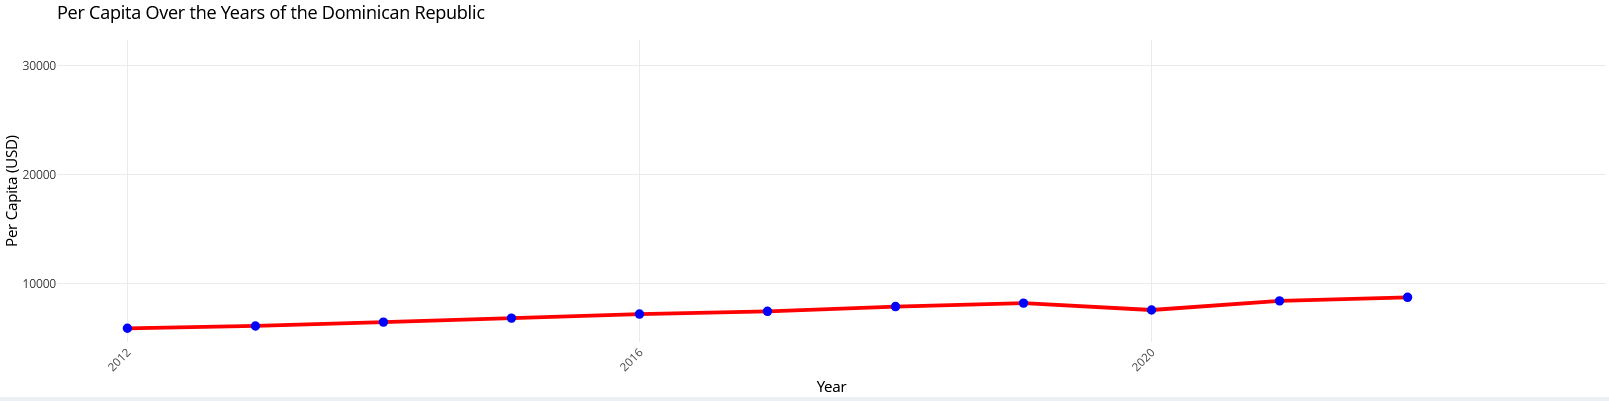 Per Capita Over the Years of the Dominican Republic
30000
20000
10000
Per Capita (USD)
2012
2016
2020
Year